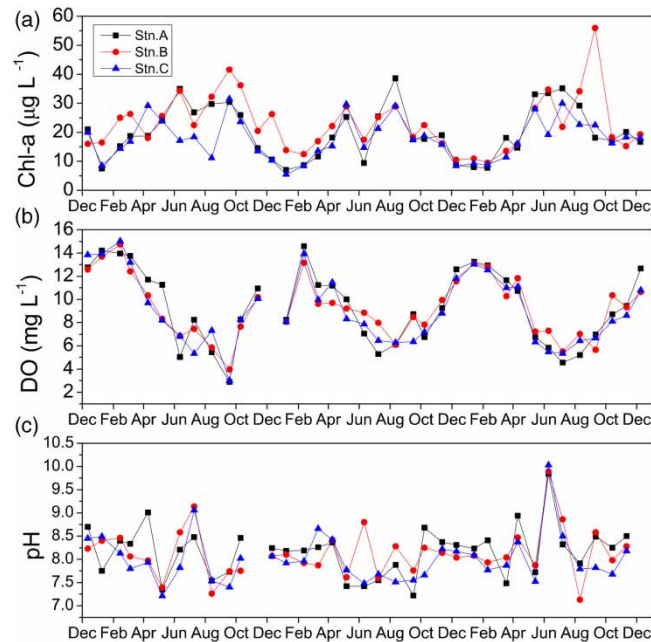 (a)
60
50
40
30
20
10
0
Chl-a (µg L⁻¹)
Stn.A
Stn.B
Stn.C
Dec Feb Apr Jun Aug Oct Dec Feb Apr Jun Aug Oct Dec Feb Apr Jun Aug Oct Dec
(b)
16
14
12
10
8
6
4
2
DO (mg L⁻¹)
Dec Feb Apr Jun Aug Oct Dec Feb Apr Jun Aug Oct Dec Feb Apr Jun Aug Oct Dec
(c)
10.5
10.0
9.5
9.0
8.5
8.0
7.5
7.0
pH
Dec Feb Apr Jun Aug Oct Dec Feb Apr Jun Aug Oct Dec Feb Apr Jun Aug Oct Dec